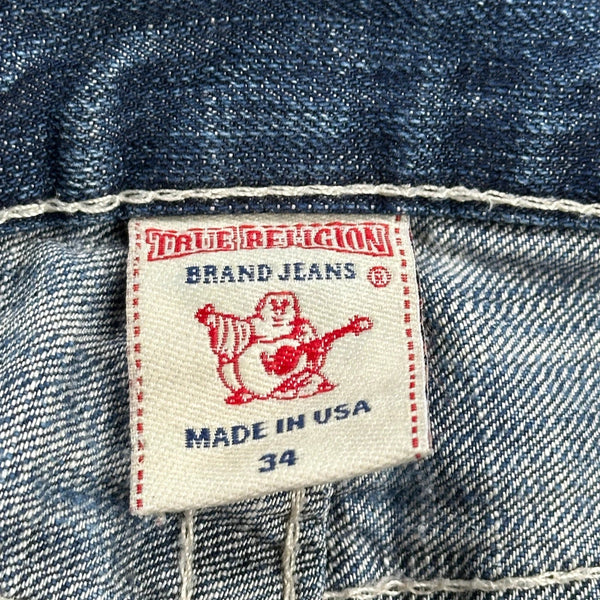 TRUE RELIGION
BRAND JEANS ®
MADE IN USA
34